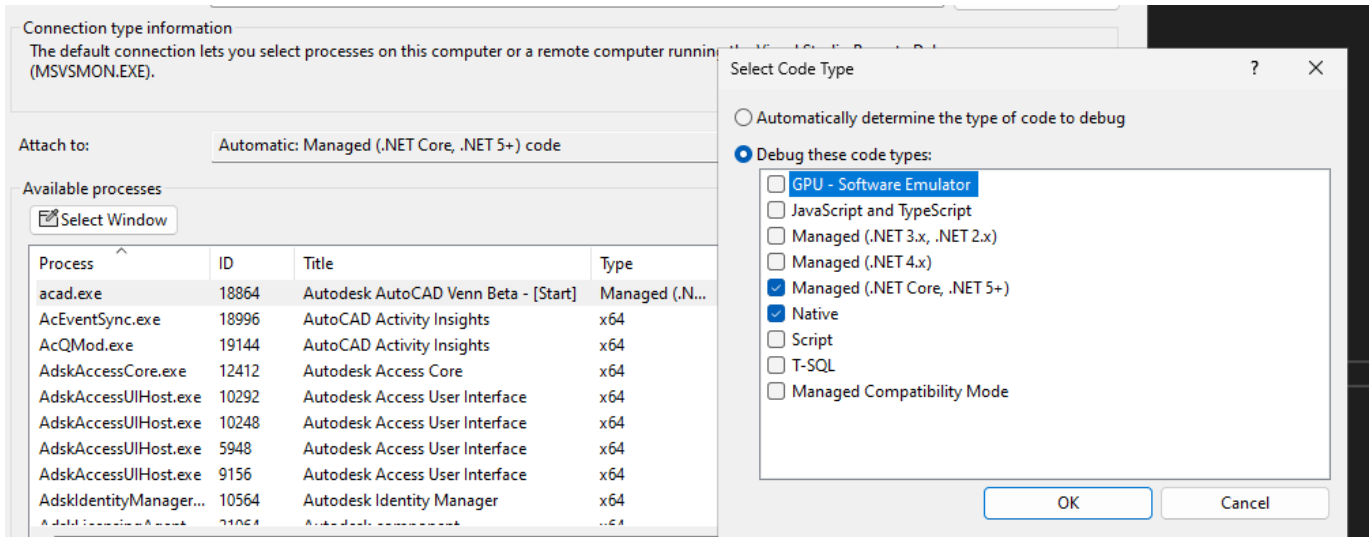 Connection type information
The default connection lets you select processes on this computer or a remote computer running
(MSVSMON.EXE).
Select Code Type
?
Automatically determine the type of code to debug
Attach to:
Automatic: Managed (.NET Core, .NET 5+) code
Debug these code types:
GPU - Software Emulator
JavaScript and TypeScript
Managed (.NET 3.x, .NET 2.x)
Managed (.NET 4.x)
Managed (.NET Core, .NET 5+)
Native
Script
T-SQL
Managed Compatibility Mode
OK
Cancel
Available processes
Select Window
Process ID Title Type
acad.exe 18864 Autodesk AutoCAD Venn Beta - [Start] Managed (.N...
AcEventSync.exe 18996 AutoCAD Activity Insights x64
AcQMod.exe 19144 AutoCAD Activity Insights x64
AdskAccessCore.exe 12412 Autodesk Access Core x64
AdskAccessUIHost.exe 10292 Autodesk Access User Interface x64
AdskAccessUIHost.exe 10248 Autodesk Access User Interface x64
AdskAccessUIHost.exe 5948 Autodesk Access User Interface x64
AdskAccessUIHost.exe 9156 Autodesk Access User Interface x64
AdskIdentityManager... 10564 Autodesk Identity Manager x64